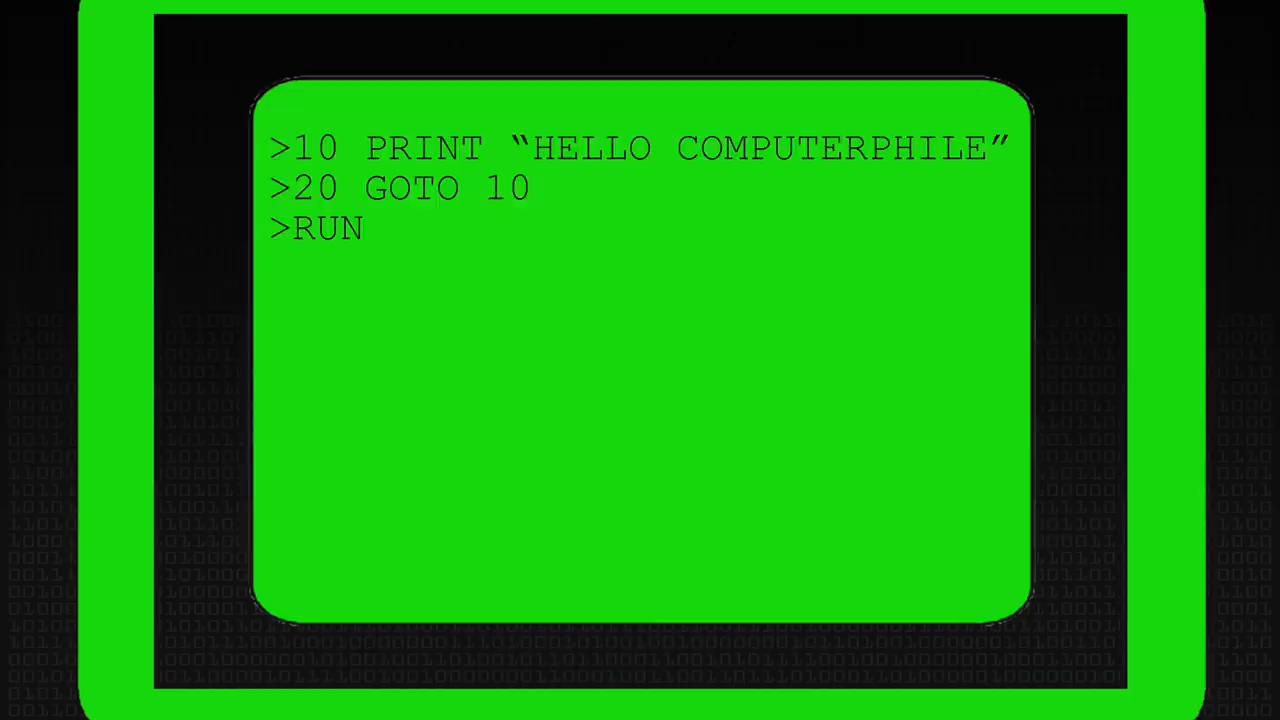 >10 PRINT “HELLO COMPUTERPHILE”
>20 GOTO 10
>RUN